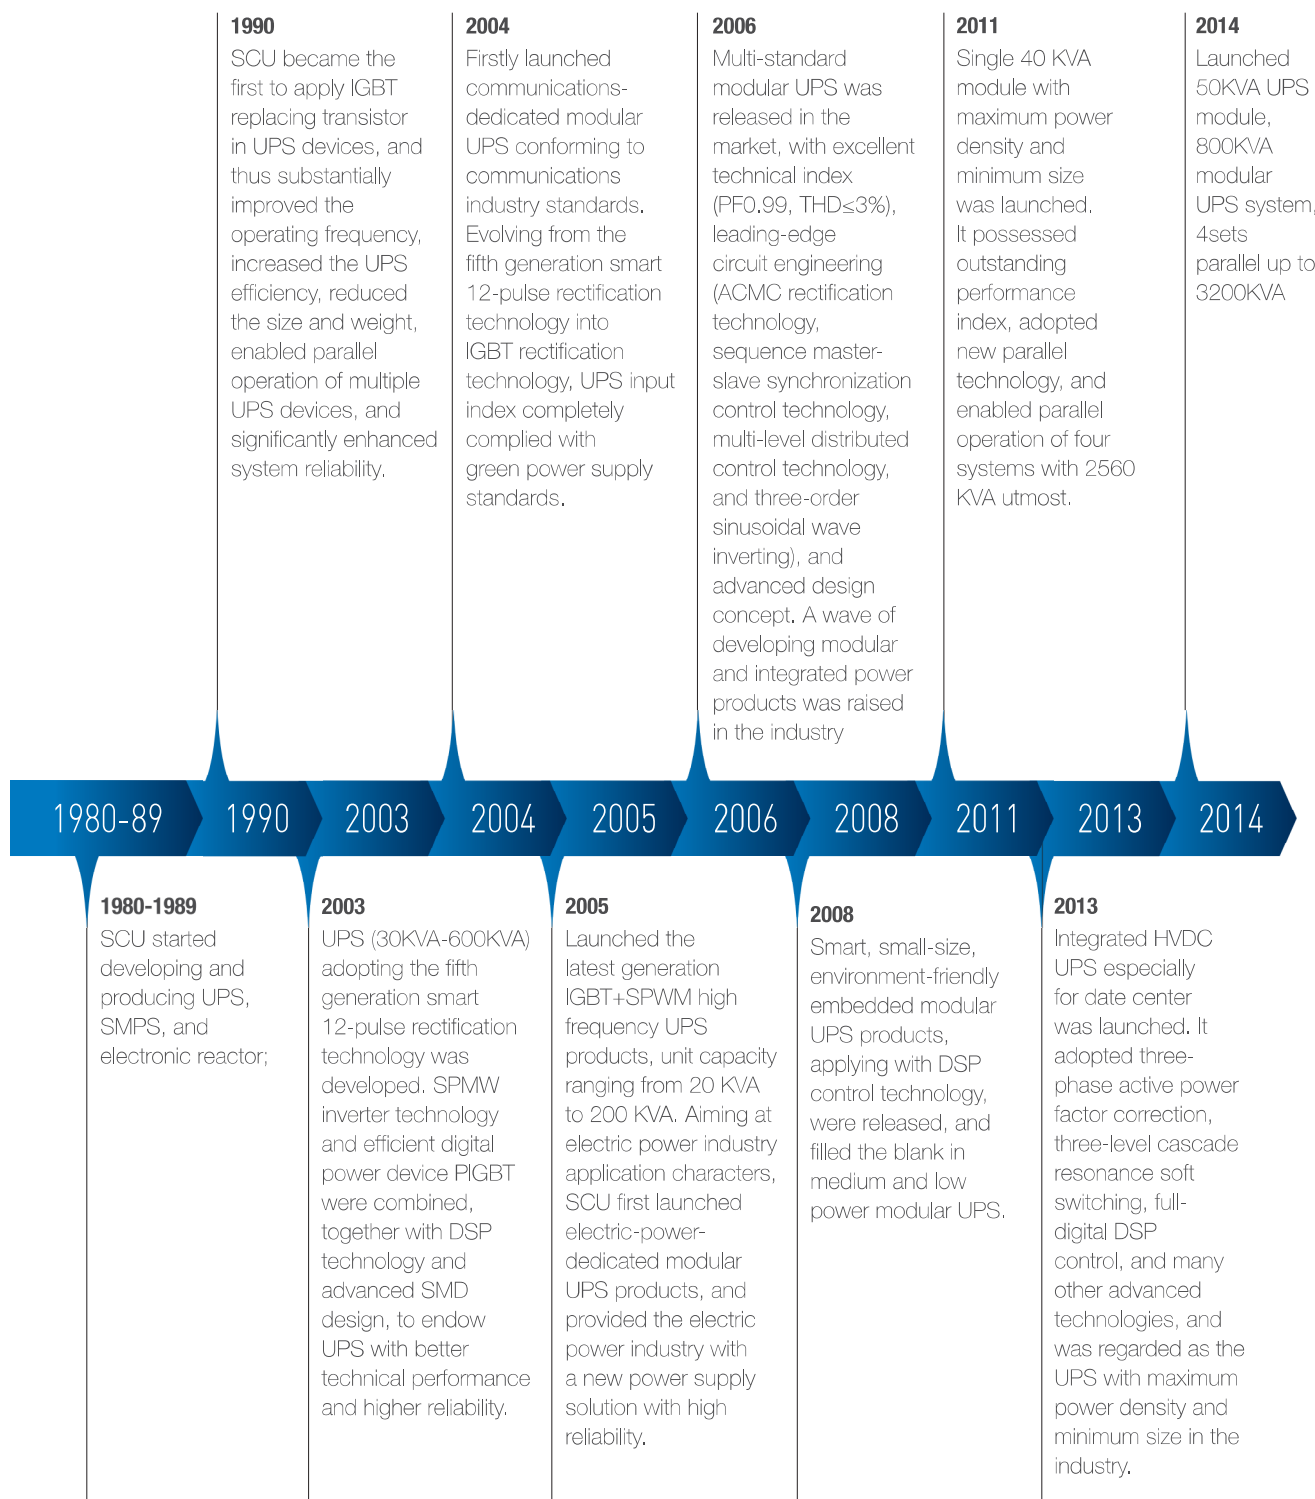 1990
SCU became the
first to apply IGBT
replacing transistor
in UPS devices, and
thus substantially
improved the
operating frequency,
increased the UPS
efficiency, reduced
the size and weight,
enabled parallel
operation of multiple
UPS devices, and
significantly enhanced
system reliability.
2004
Firstly launched
communications-
dedicated modular
UPS conforming to
communications
industry standards.
Evolving from the
fifth generation smart
12-pulse rectification
technology into
IGBT rectification
technology, UPS input
index completely
complied with
green power supply
standards.
2006
Multi-standard
modular UPS was
released in the
market, with excellent
technical index
(PF0.99, THD≤3%),
leading-edge
circuit engineering
(ACMC rectification
technology,
sequence master-
slave synchronization
control technology,
multi-level distributed
control technology,
and three-order
sinusoidal wave
inverting), and
advanced design
concept. A wave of
developing modular
and integrated power
products was raised
in the industry
2011
Single 40 KVA
module with
maximum power
density and
minimum size
was launched.
It possessed
outstanding
performance
index, adopted
new parallel
technology, and
enabled parallel
operation of four
systems with 2560
KVA utmost.
2014
Launched
50KVA UPS
module,
800KVA
modular
UPS system,
4sets
parallel up to
3200KVA
1980-89 1990 2003 2004 2005 2006 2008 2011 2013 2014
1980-1989
SCU started
developing and
producing UPS,
SMPS, and
electronic reactor;
2003
UPS (30KVA-600KVA)
adopting the fifth
generation smart
12-pulse rectification
technology was
developed. SPMW
inverter technology
and efficient digital
power device PIGBT
were combined,
together with DSP
technology and
advanced SMD
design, to endow
UPS with better
technical performance
and higher reliability.
2005
Launched the
latest generation
IGBT+SPWM high
frequency UPS
products, unit capacity
ranging from 20 KVA
to 200 KVA. Aiming at
electric power industry
application characters,
SCU first launched
electric-power-
dedicated modular
UPS products, and
provided the electric
power industry with
a new power supply
solution with high
reliability.
2008
Smart, small-size,
environment-friendly
embedded modular
UPS products,
applying with DSP
control technology,
were released, and
filled the blank in
medium and low
power modular UPS.
2013
Integrated HVDC
UPS especially
for date center
was launched. It
adopted three-
phase active power
factor correction,
three-level cascade
resonance soft
switching, full-
digital DSP
control, and many
other advanced
technologies, and
was regarded as the
UPS with maximum
power density and
minimum size in the
industry.